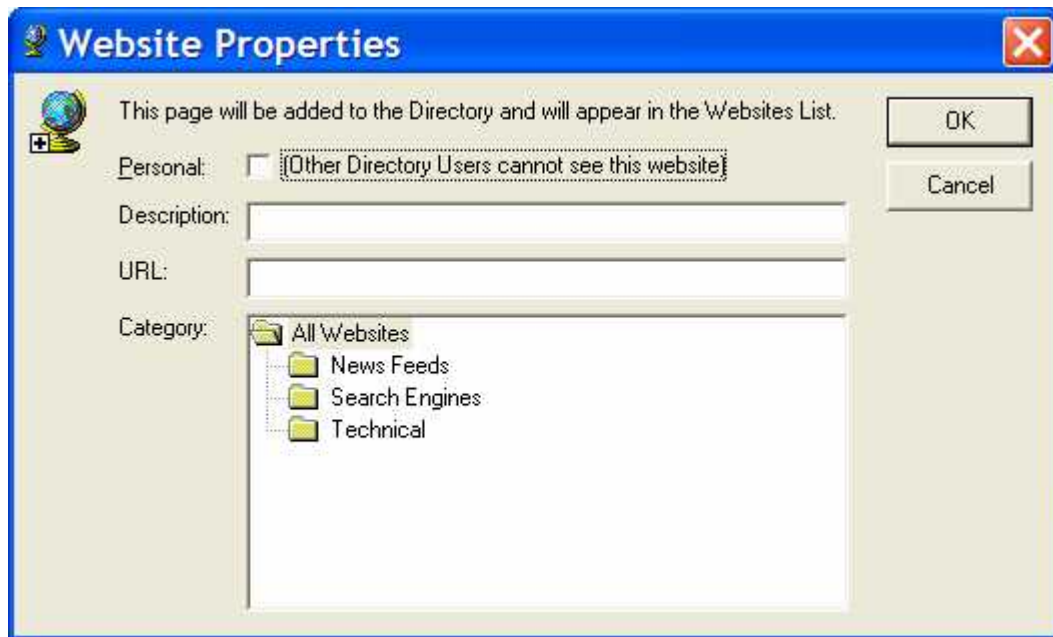 Website Properties
This page will be added to the Directory and will appear in the Websites List.
OK
Personal: (Other Directory Users cannot see this website)
Cancel
Description:
URL:
Category:
All Websites
News Feeds
Search Engines
Technical